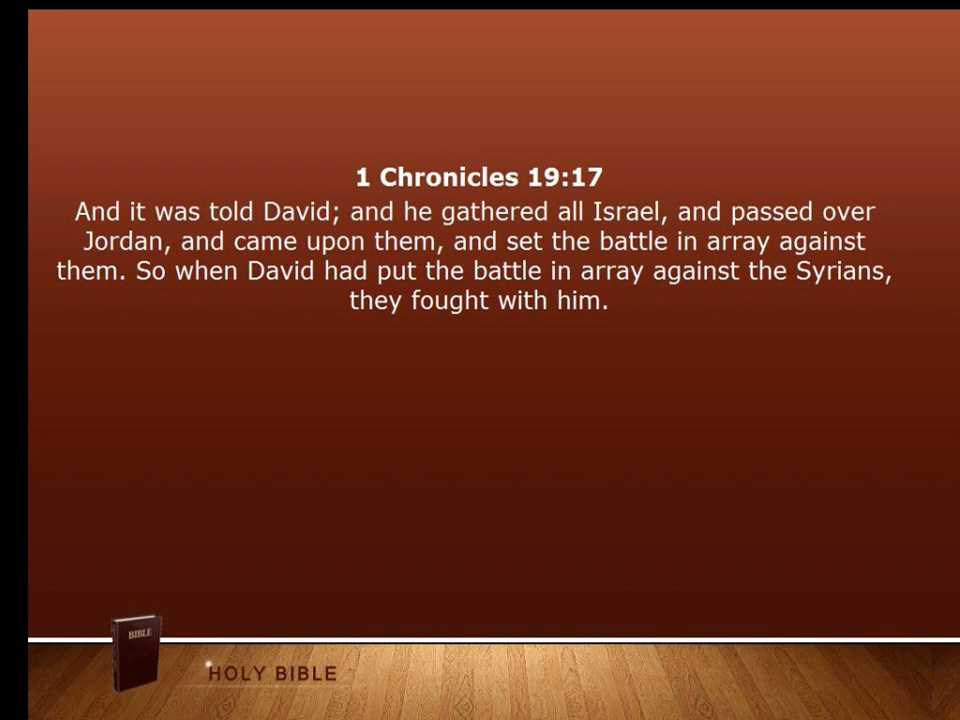 1 Chronicles 19:17
And it was told David; and he gathered all Israel, and passed over
Jordan, and came upon them, and set the battle in array against
them. So when David had put the battle in array against the Syrians,
they fought with him.
BIBLE
HOLY BIBLE